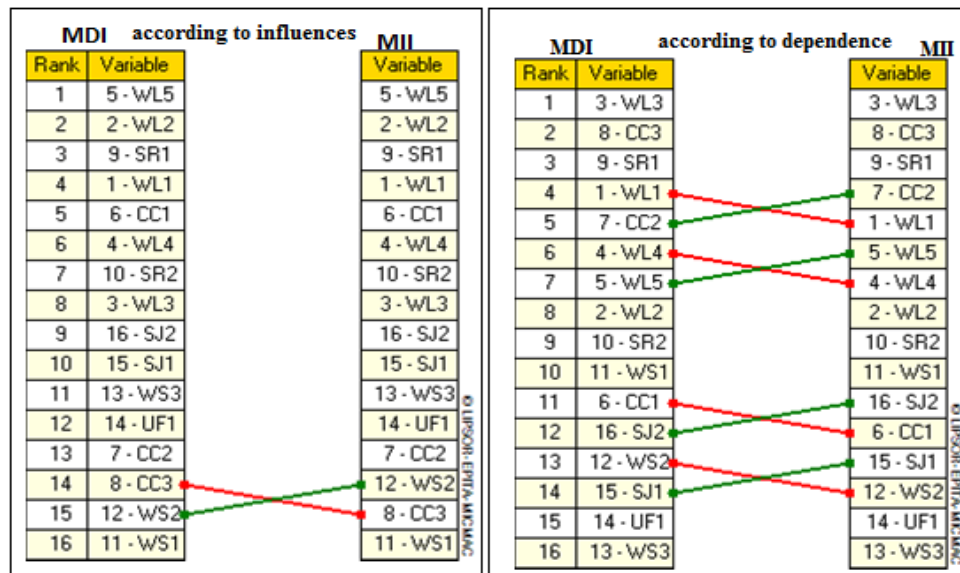 MDI according to influences MII
Rank Variable Variable
1 5 - WL5 5 - WL5
2 2 - WL2 2 - WL2
3 9 - SR1 9 - SR1
4 1 - WL1 1 - WL1
5 6 - CC1 6 - CC1
6 4 - WL4 4 - WL4
7 10 - SR2 10 - SR2
8 3 - WL3 3 - WL3
9 16 - SJ2 16 - SJ2
10 15 - SJ1 15 - SJ1
11 13 - WS3 13 - WS3
12 14 - UF1 14 - UF1
13 7 - CC2 7 - CC2
14 8 - CC3 12 - WS2
15 12 - WS2 8 - CC3
16 11 - WS1 11 - WS1
© LIPSOR-EPITA-MICMAC
MDI according to dependence MII
Rank Variable Variable
1 3 - WL3 3 - WL3
2 8 - CC3 8 - CC3
3 9 - SR1 9 - SR1
4 1 - WL1 7 - CC2
5 7 - CC2 1 - WL1
6 4 - WL4 5 - WL5
7 5 - WL5 4 - WL4
8 2 - WL2 2 - WL2
9 10 - SR2 10 - SR2
10 11 - WS1 11 - WS1
11 6 - CC1 16 - SJ2
12 16 - SJ2 6 - CC1
13 12 - WS2 15 - SJ1
14 15 - SJ1 12 - WS2
15 14 - UF1 14 - UF1
16 13 - WS3 13 - WS3
© LIPSOR-EPITA-MICMAC